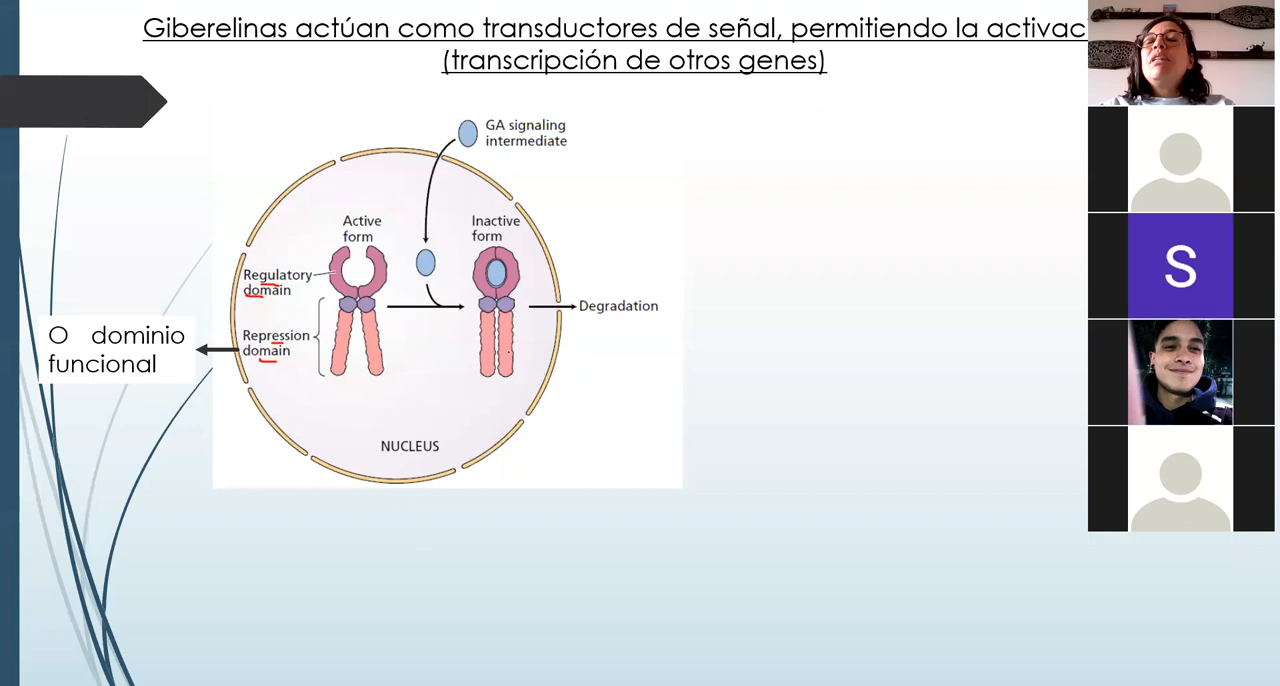 Giberelinas actúan como transductores de señal, permitiendo la activac
(transcripción de otros genes)
GA signaling
intermediate
Active
form
Inactive
form
Regulatory
domain
Degradation
Repression
domain
O dominio
funcional
NUCLEUS
S